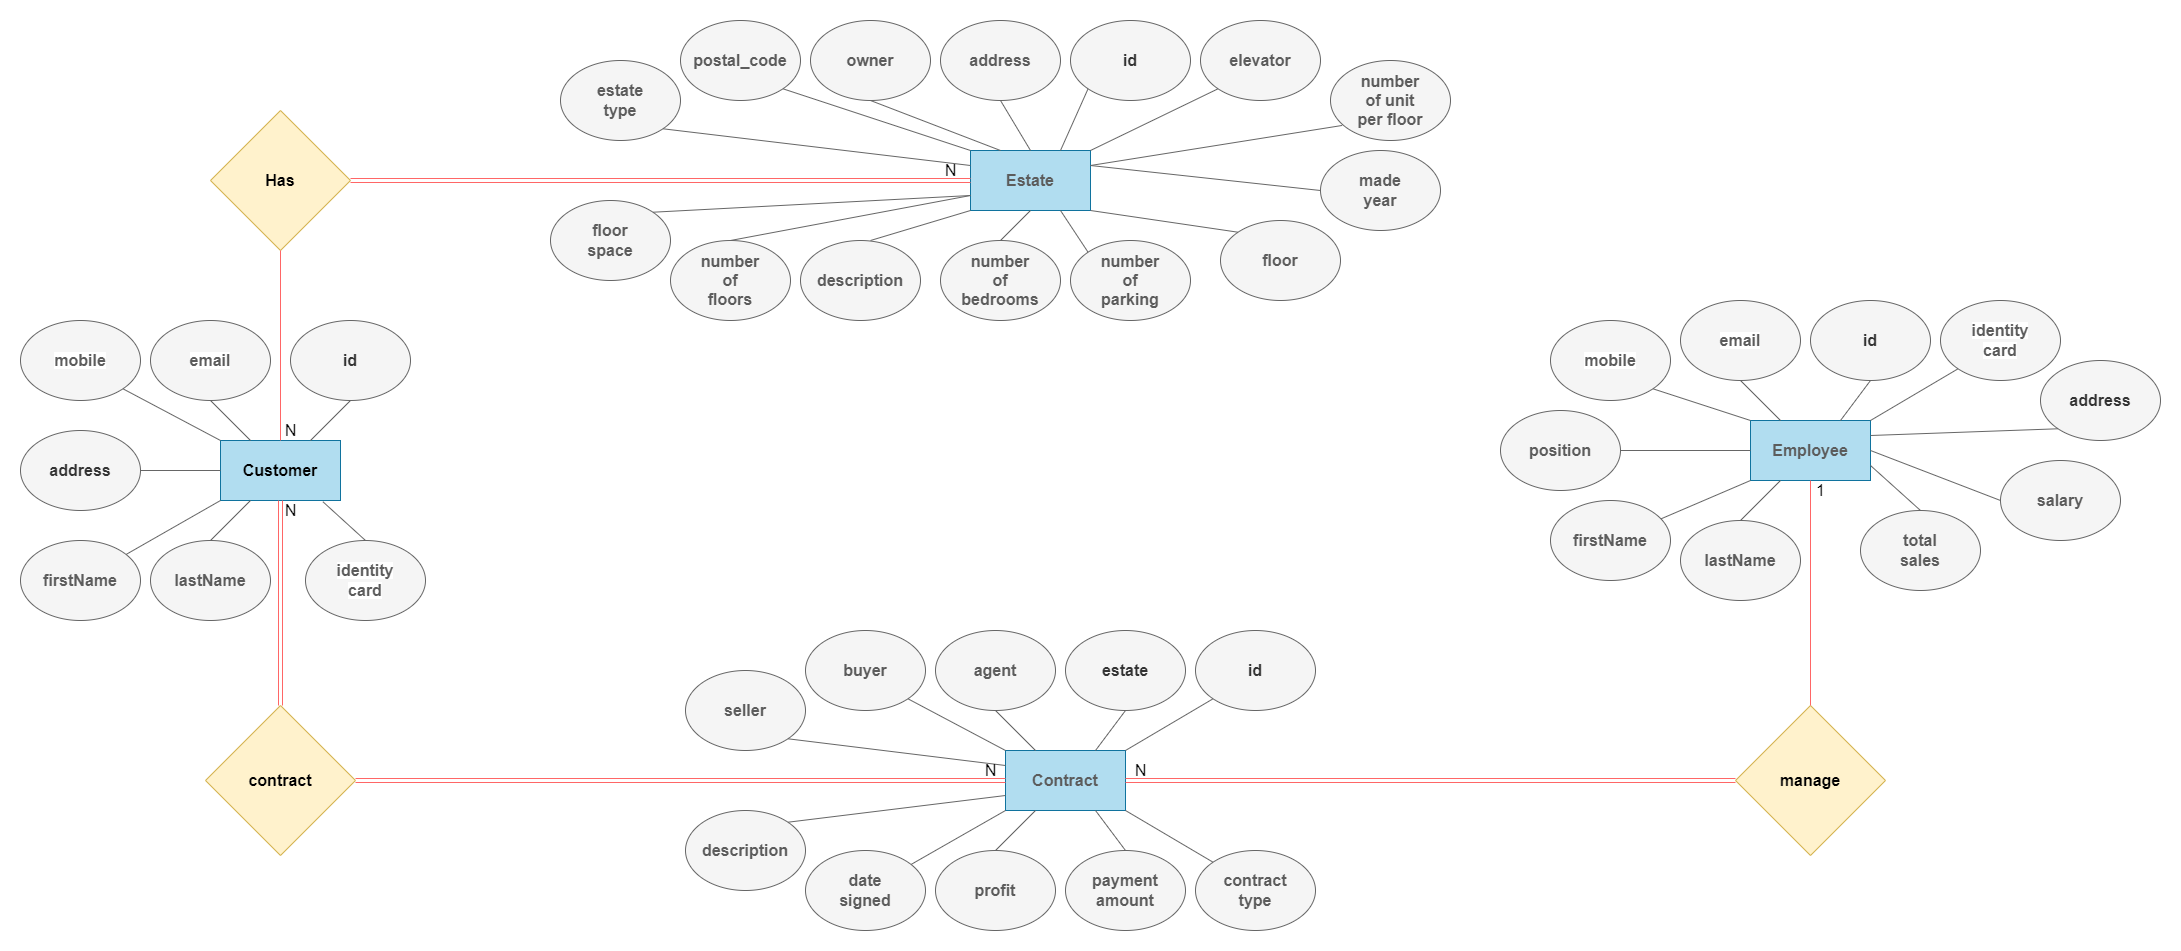 postal_code
owner
address
id
elevator
estate
type
number
of unit
per floor
Has
N
Estate
made
year
floor
space
number
of
floors
description
number
of
bedrooms
number
of
parking
floor
mobile
email
id
N
address
Customer
N
firstName
lastName
identity
card
mobile
email
id
identity
card
address
position
Employee
1
salary
firstName
lastName
total
sales
seller
buyer
agent
estate
id
contract
N
Contract
N
manage
description
date
signed
profit
payment
amount
contract
type